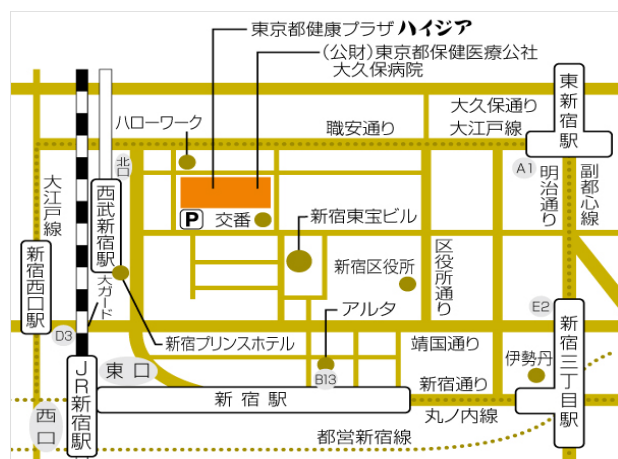 東京都健康プラザ ハイジア
(公財)東京都保健医療公社
大久保病院
東新宿駅
大久保通り
ハローワーク
職安通り
大江戸線
北口
A1
大江戸線
明治通り
副都心線
西武新宿駅
P
交番
新宿東宝ビル
新宿西口駅
新宿区役所
区役所通り
大ガード
アルタ
E2
D3
新宿プリンスホテル
靖国通り
新宿三丁目駅
JR新宿駅
東口
B13
伊勢丹
新宿通り
新宿駅
西口
丸ノ内線
都営新宿線